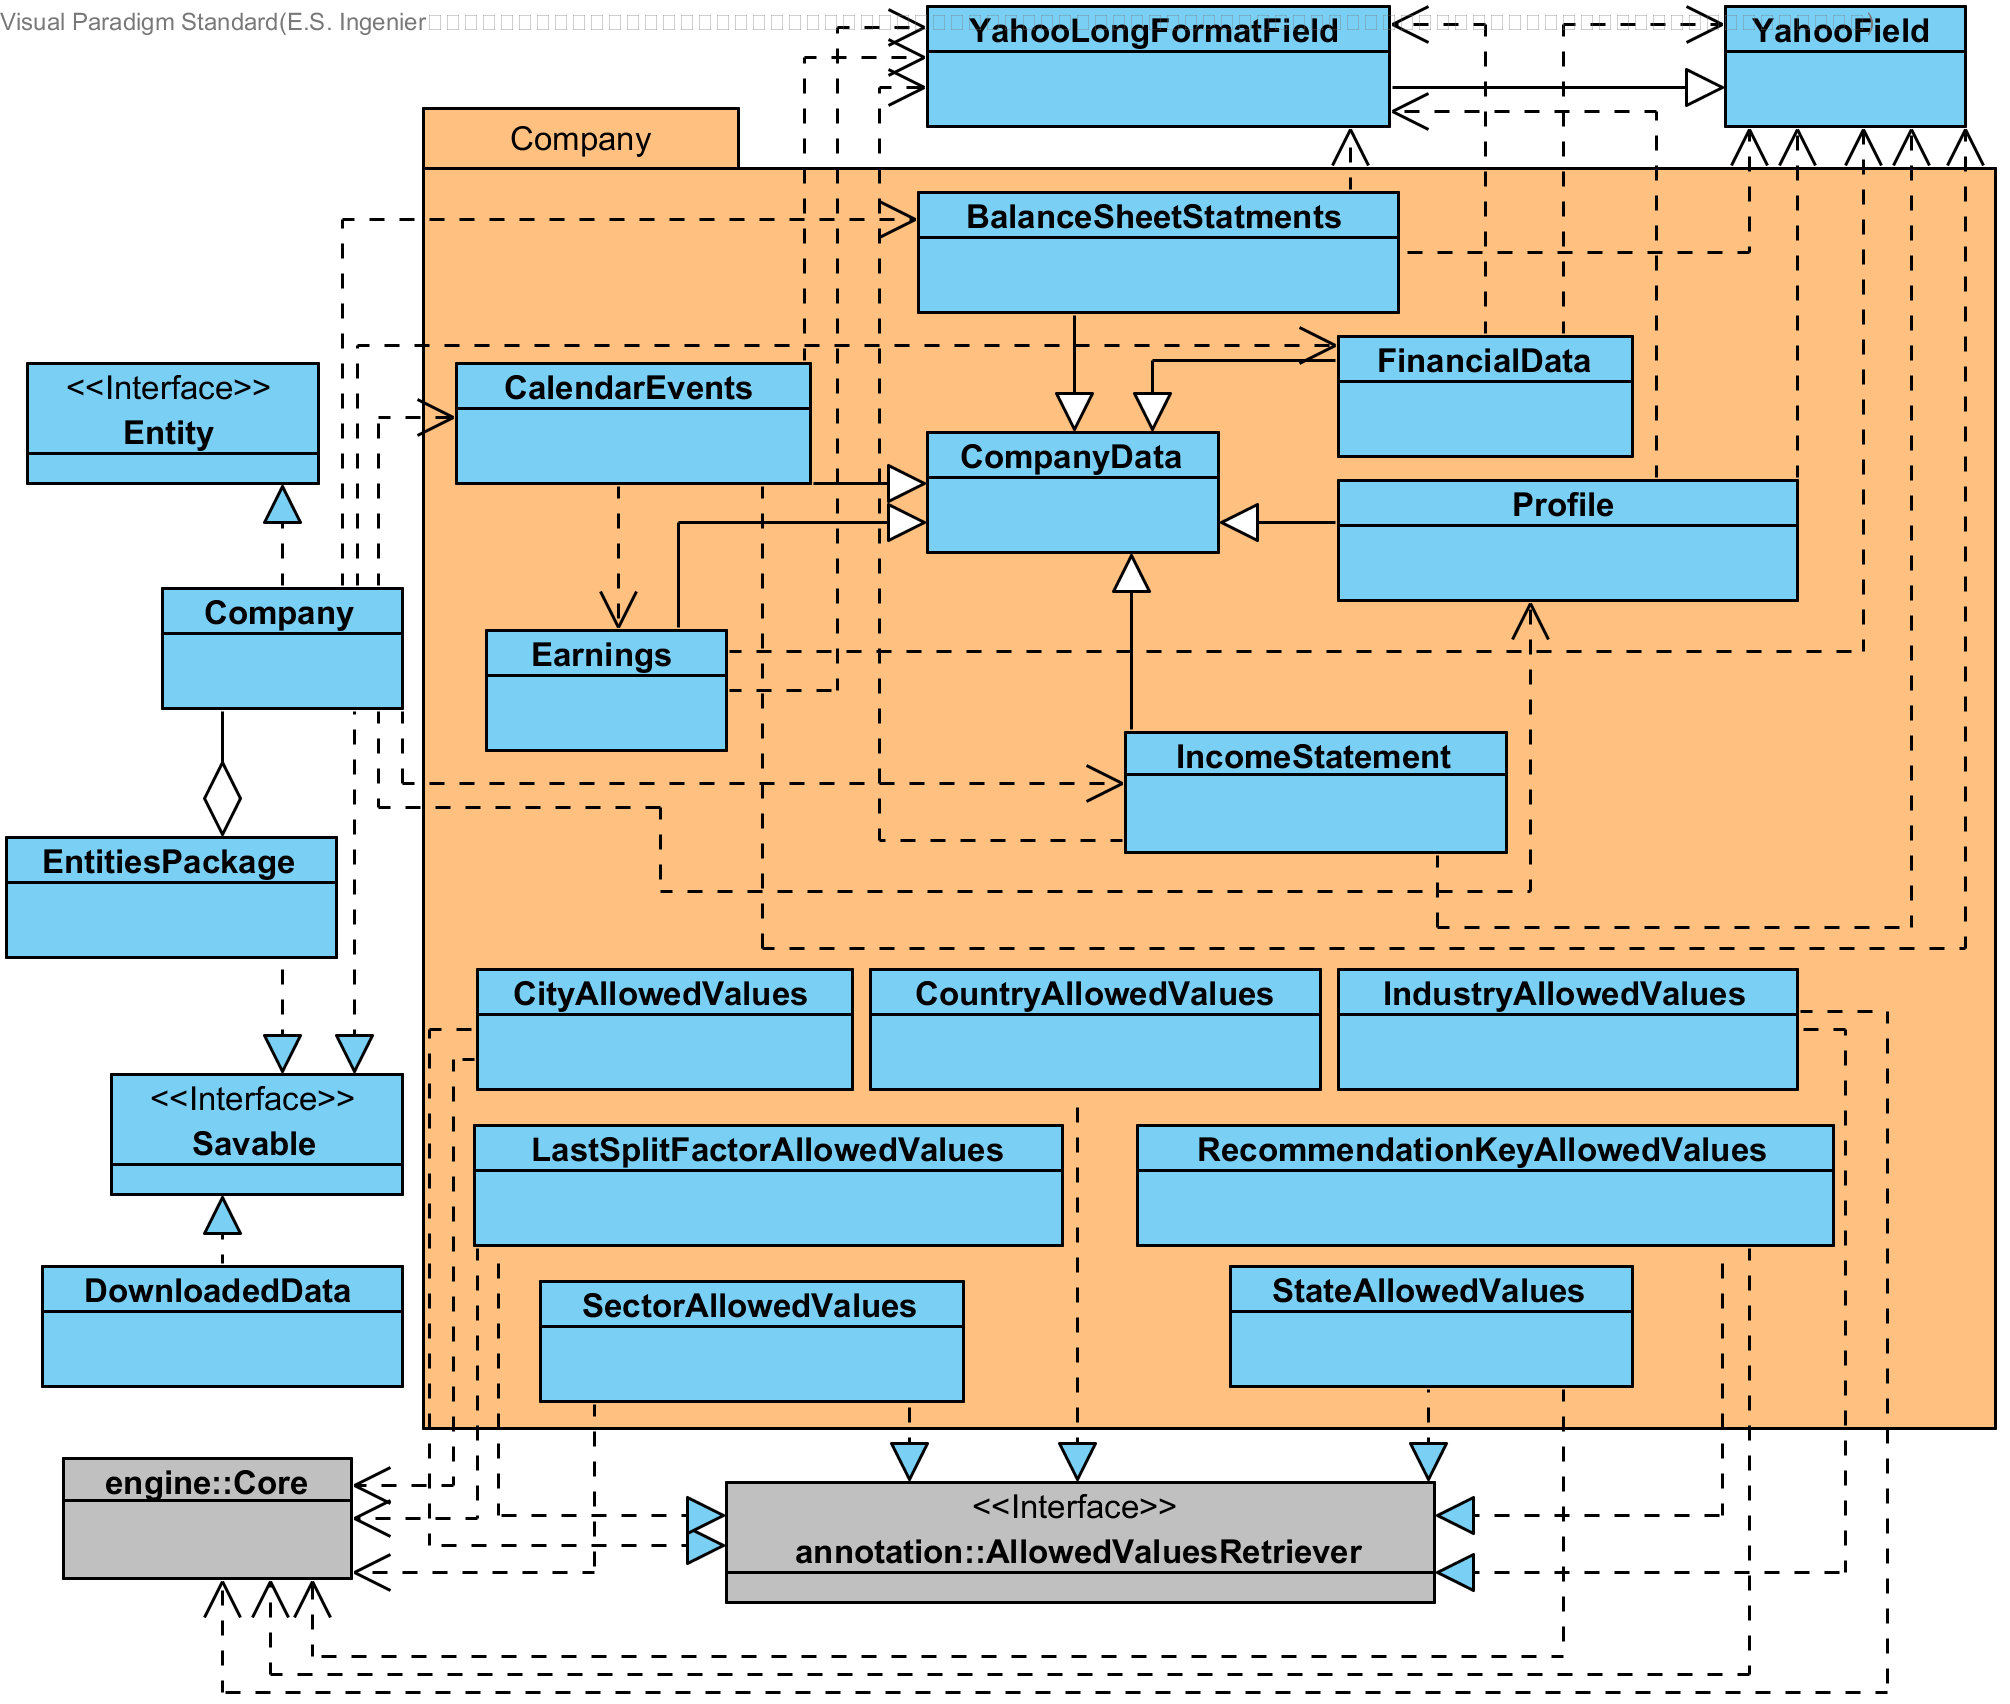 Visual Paradigm Standard(E.S. Ingenier
YahooLongFormatField
YahooField
Company
BalanceSheetStatments
FinancialData
<<Interface>>
Entity
CalendarEvents
CompanyData
Profile
Company
Earnings
IncomeStatement
EntitiesPackage
CityAllowedValues
CountryAllowedValues
IndustryAllowedValues
<<Interface>>
Savable
LastSplitFactorAllowedValues
RecommendationKeyAllowedValues
DownloadedData
SectorAllowedValues
StateAllowedValues
engine::Core
<<Interface>>
annotation::AllowedValuesRetriever